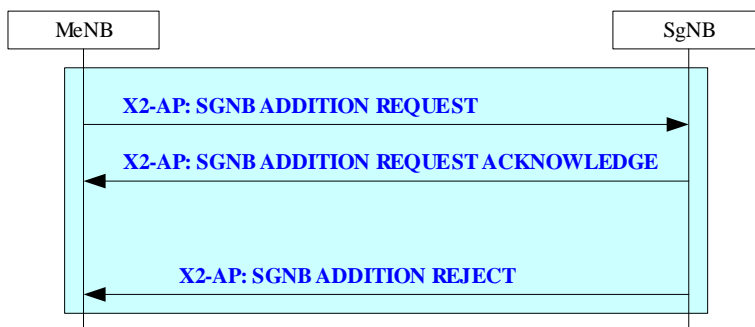 MeNB
SgNB
X2-AP: SGNB ADDITION REQUEST
X2-AP: SGNB ADDITION REQUEST ACKNOWLEDGE
X2-AP: SGNB ADDITION REJECT